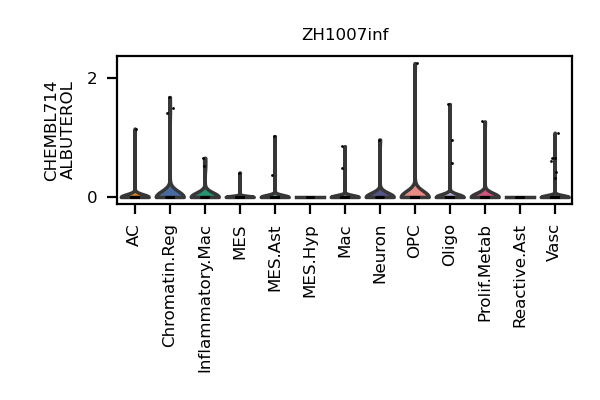 ZH1007inf
CHEMBL714
ALBUTEROL
2
0
AC
Chromatin.Reg
Inflammatory.Mac
MES
MES.Ast
MES.Hyp
Mac
Neuron
OPC
Oligo
Prolif.Metab
Reactive.Ast
Vasc